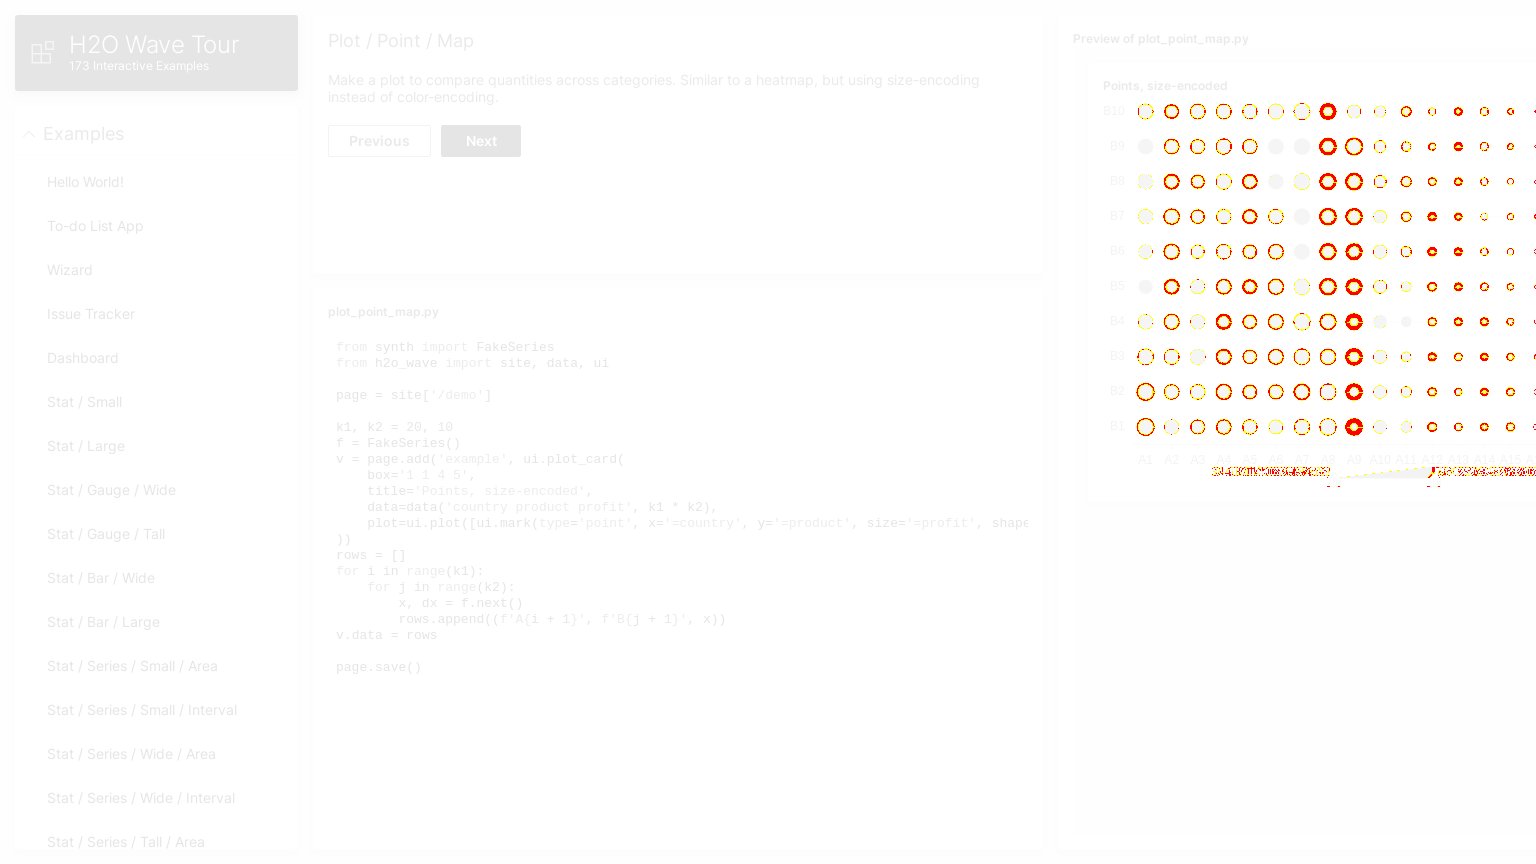 H2O Wave Tour
173 Interactive Examples
Examples
Hello World!
To-do List App
Wizard
Issue Tracker
Dashboard
Stat / Small
Stat / Large
Stat / Gauge / Wide
Stat / Gauge / Tall
Stat / Bar / Wide
Stat / Bar / Large
Stat / Series / Small / Area
Stat / Series / Small / Interval
Stat / Series / Wide / Area
Stat / Series / Wide / Interval
Stat / Series / Tall / Area
Plot / Point / Map
Make a plot to compare quantities across categories. Similar to a heatmap, but using size-encoding
instead of color-encoding.
Previous Next
plot_point_map.py
from synth import FakeSeries
from h2o_wave import site, data, ui
page = site['/demo']
k1, k2 = 20, 10
f = FakeSeries()
v = page.add('example', ui.plot_card(
    box='1 1 4 5',
    title='Points, size-encoded',
    data=data('country product profit', k1 * k2),
    plot=ui.plot([ui.mark(type='point', x='=country', y='=product', size='=profit', shape
))
rows = []
for i in range(k1):
    for j in range(k2):
        x, dx = f.next()
        rows.append((f'A{i + 1}', f'B{j + 1}', x))
v.data = rows
page.save()
Preview of plot_point_map.py
Points, size-encoded
B10
B9
B8
B7
B6
B5
B4
B3
B2
B1
A1 A2 A3 A4 A5 A6 A7 A8 A9 A10 A11 A12 A13 A14 A15